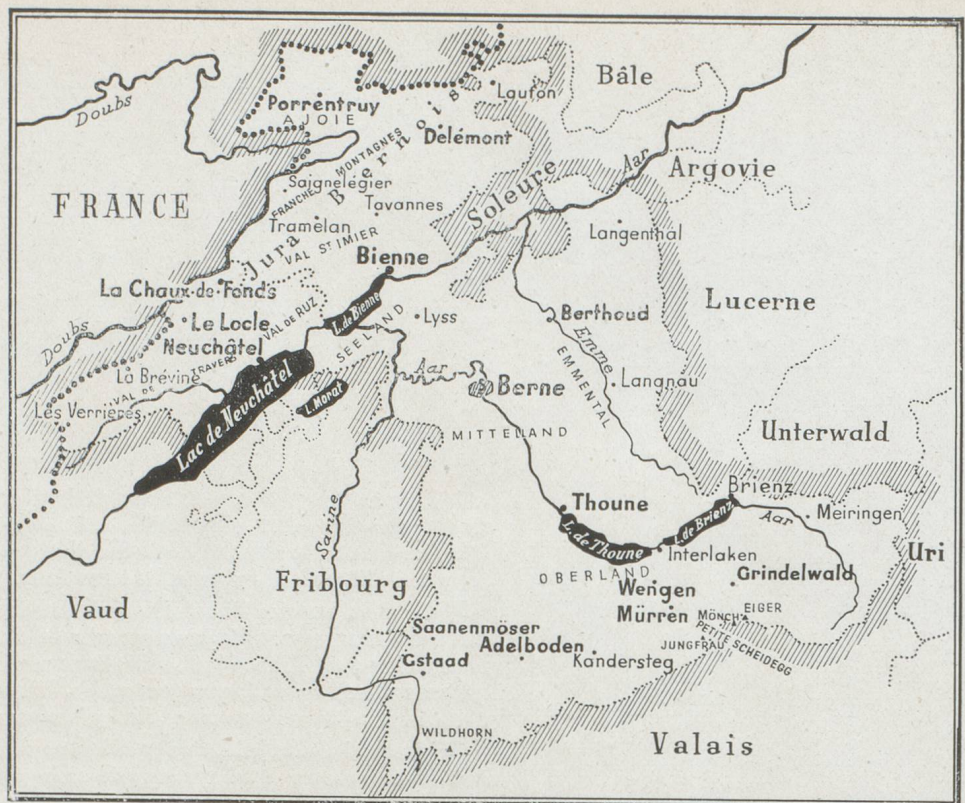 Doubs
Bâle
Laufon
Porrentruy
AJOIE
Delémont
Aar
Argovie
FRANCE
FRANCHES MONTAGNES
Saignelégier
Jura Bernois
Tavannes
Soleure
Tramelan
VAL ST IMIER
Langenthal
Bienne
La Chaux-de-Fonds
L. de Bienne
Lucerne
Doubs
Le Locle
VAL DE RUZ
SEELAND
Lyss
Berthoud
Neuchâtel
Emme
EMMENTAL
La Brévine
VAL DE TRAVERS
Aar
Berne
Langnau
Les Verrières
Lac de Neuchâtel
L. Morat
MITTELLAND
Unterwald
Brienz
Thoune
Aar
Meiringen
Sarine
L. de Thoune
L. de Brienz
Interlaken
Uri
Fribourg
OBERLAND
Grindelwald
Vaud
Wengen
Mürren
MÖNCH
EIGER
Saanenmöser
Adelboden
JUNGFRAU
PETITE SCHEIDEGG
Gstaad
Kandersteg
WILDHORN
Valais